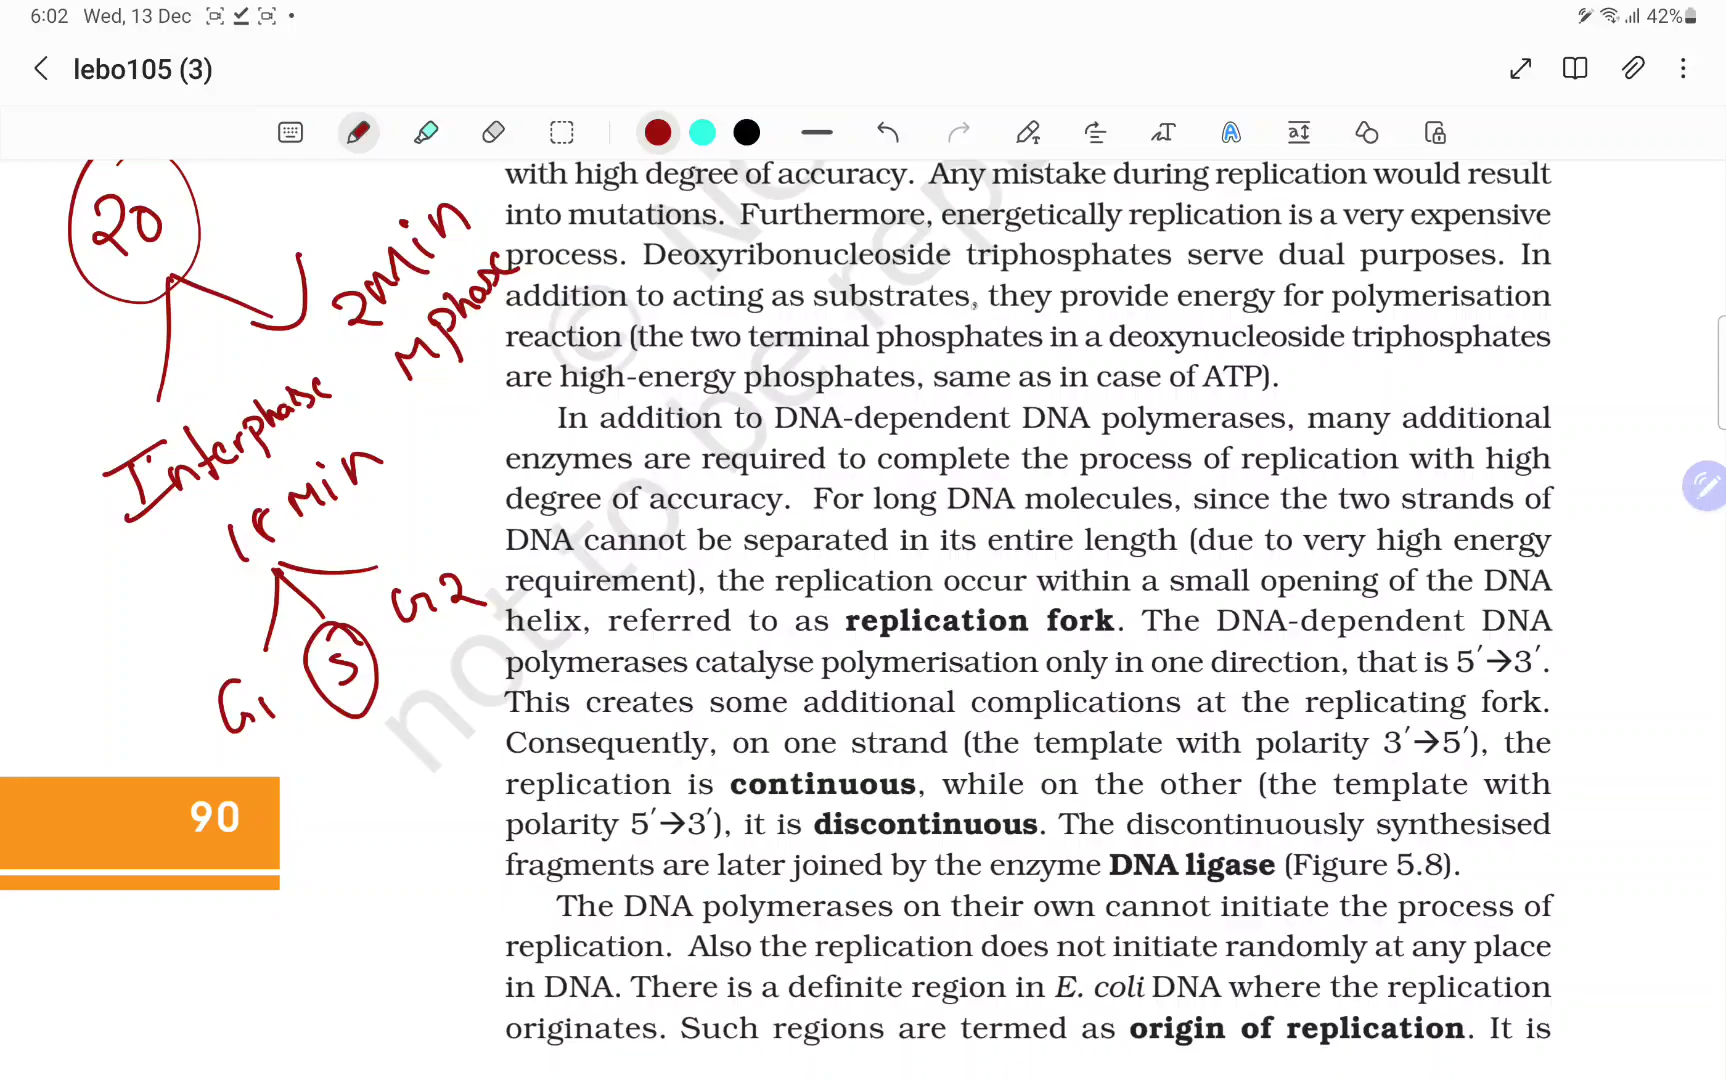 6:02 Wed, 13 Dec
42%
lebo105 (3)
20
2 Min
M phase
Interphase
18 Min
G1
S
G2
with high degree of accuracy. Any mistake during replication would result
into mutations. Furthermore, energetically replication is a very expensive
process. Deoxyribonucleoside triphosphates serve dual purposes. In
addition to acting as substrates, they provide energy for polymerisation
reaction (the two terminal phosphates in a deoxynucleoside triphosphates
are high-energy phosphates, same as in case of ATP).
In addition to DNA-dependent DNA polymerases, many additional
enzymes are required to complete the process of replication with high
degree of accuracy. For long DNA molecules, since the two strands of
DNA cannot be separated in its entire length (due to very high energy
requirement), the replication occur within a small opening of the DNA
helix, referred to as replication fork. The DNA-dependent DNA
polymerases catalyse polymerisation only in one direction, that is 5′→3′.
This creates some additional complications at the replicating fork.
Consequently, on one strand (the template with polarity 3′→5′), the
replication is continuous, while on the other (the template with
polarity 5′→3′), it is discontinuous. The discontinuously synthesised
fragments are later joined by the enzyme DNA ligase (Figure 5.8).
The DNA polymerases on their own cannot initiate the process of
replication. Also the replication does not initiate randomly at any place
in DNA. There is a definite region in E. coli DNA where the replication
originates. Such regions are termed as origin of replication. It is
90
not to be rep